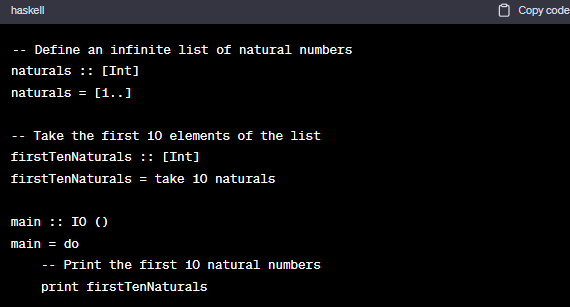 haskell
Copy code
-- Define an infinite list of natural numbers
naturals :: [Int]
naturals = [1..]
-- Take the first 10 elements of the list
firstTenNaturals :: [Int]
firstTenNaturals = take 10 naturals
main :: IO ()
main = do
    -- Print the first 10 natural numbers
    print firstTenNaturals